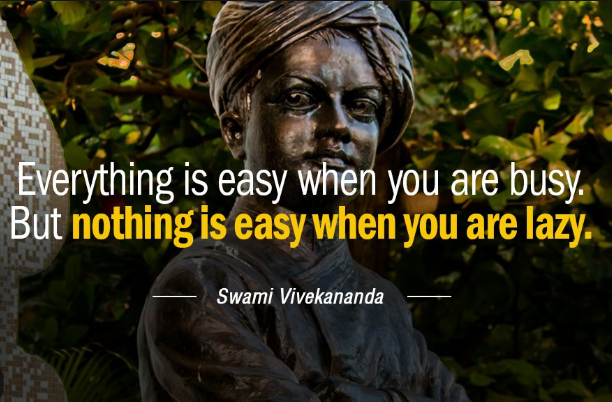 Everything is easy when you are busy.
But nothing is easy when you are lazy.
Swami Vivekananda